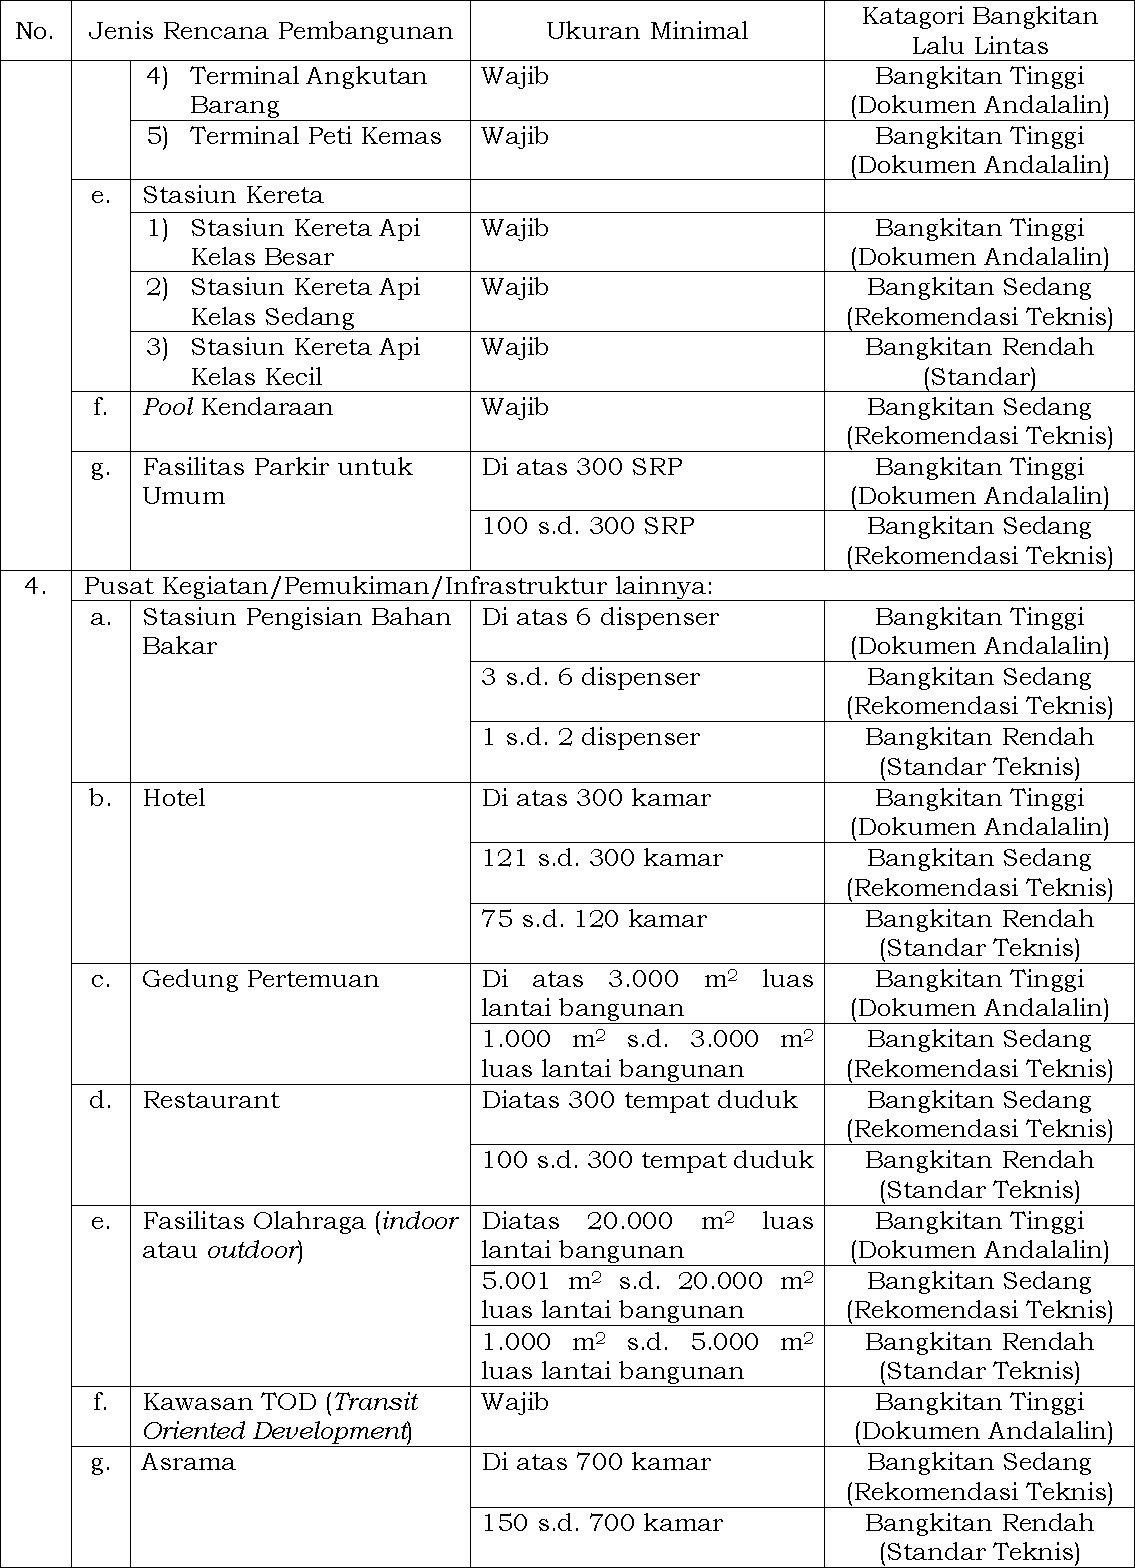 No. Jenis Rencana Pembangunan Ukuran Minimal Katagori Bangkitan
Lalu Lintas
4) Terminal Angkutan Wajib Bangkitan Tinggi
Barang (Dokumen Andalalin)
5) Terminal Peti Kemas Wajib Bangkitan Tinggi
(Dokumen Andalalin)
e. Stasiun Kereta
1) Stasiun Kereta Api Wajib Bangkitan Tinggi
Kelas Besar (Dokumen Andalalin)
2) Stasiun Kereta Api Wajib Bangkitan Sedang
Kelas Sedang (Rekomendasi Teknis)
3) Stasiun Kereta Api Wajib Bangkitan Rendah
Kelas Kecil (Standar)
f. Pool Kendaraan Wajib Bangkitan Sedang
(Rekomendasi Teknis)
g. Fasilitas Parkir untuk Di atas 300 SRP Bangkitan Tinggi
Umum (Dokumen Andalalin)
100 s.d. 300 SRP Bangkitan Sedang
(Rekomendasi Teknis)
4. Pusat Kegiatan/Pemukiman/Infrastruktur lainnya:
a. Stasiun Pengisian Bahan Di atas 6 dispenser Bangkitan Tinggi
Bakar (Dokumen Andalalin)
3 s.d. 6 dispenser Bangkitan Sedang
(Rekomendasi Teknis)
1 s.d. 2 dispenser Bangkitan Rendah
(Standar Teknis)
b. Hotel Di atas 300 kamar Bangkitan Tinggi
(Dokumen Andalalin)
121 s.d. 300 kamar Bangkitan Sedang
(Rekomendasi Teknis)
75 s.d. 120 kamar Bangkitan Rendah
(Standar Teknis)
c. Gedung Pertemuan Di atas 3.000 m² luas Bangkitan Tinggi
lantai bangunan (Dokumen Andalalin)
1.000 m² s.d. 3.000 m² Bangkitan Sedang
luas lantai bangunan (Rekomendasi Teknis)
d. Restaurant Diatas 300 tempat duduk Bangkitan Sedang
(Rekomendasi Teknis)
100 s.d. 300 tempat duduk Bangkitan Rendah
(Standar Teknis)
e. Fasilitas Olahraga (indoor Diatas 20.000 m² luas Bangkitan Tinggi
atau outdoor) lantai bangunan (Dokumen Andalalin)
5.001 m² s.d. 20.000 m² Bangkitan Sedang
luas lantai bangunan (Rekomendasi Teknis)
1.000 m² s.d. 5.000 m² Bangkitan Rendah
luas lantai bangunan (Standar Teknis)
f. Kawasan TOD (Transit Wajib Bangkitan Tinggi
Oriented Development) (Dokumen Andalalin)
g. Asrama Di atas 700 kamar Bangkitan Sedang
(Rekomendasi Teknis)
150 s.d. 700 kamar Bangkitan Rendah
(Standar Teknis)